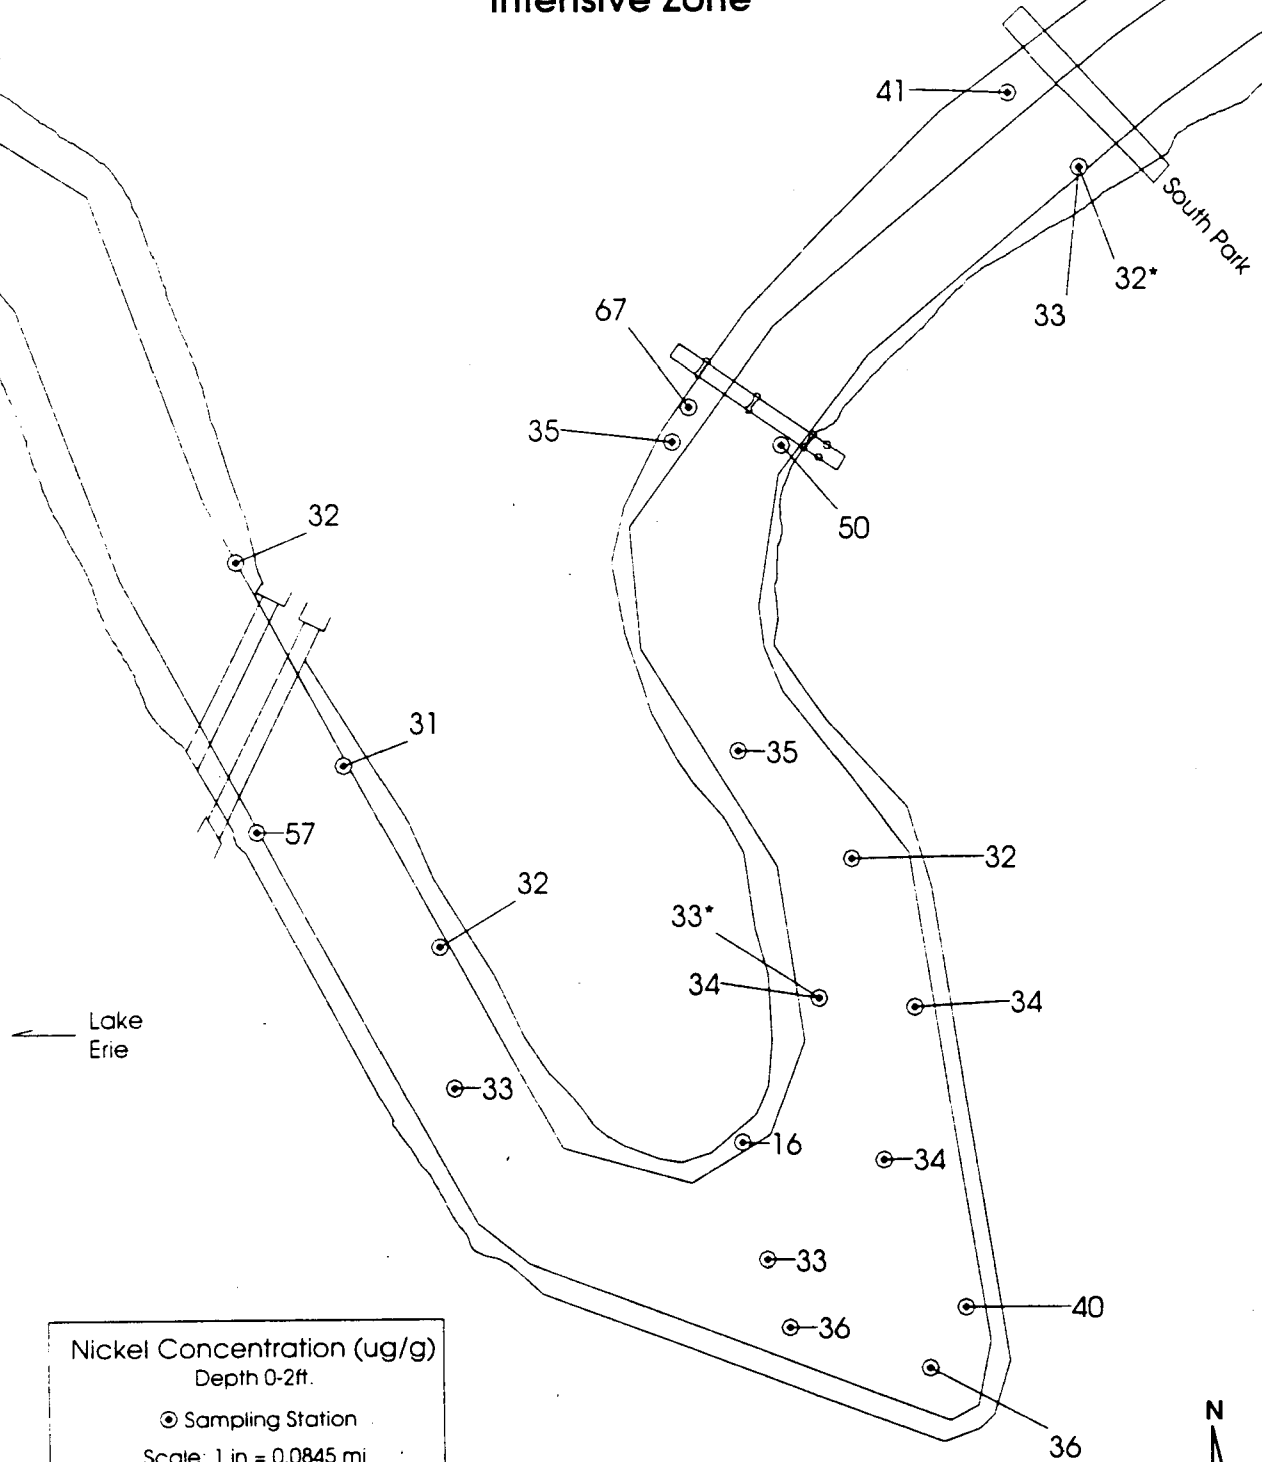 Intensive Zone
41
South Park
32*
33
67
35
50
32
31
35
57
32
32
33*
34
34
Lake
Erie
33
16
34
33
40
36
Nickel Concentration (ug/g)
Depth 0-2ft.
Sampling Station
Scale: 1 in = 0.0845 mi
N
36